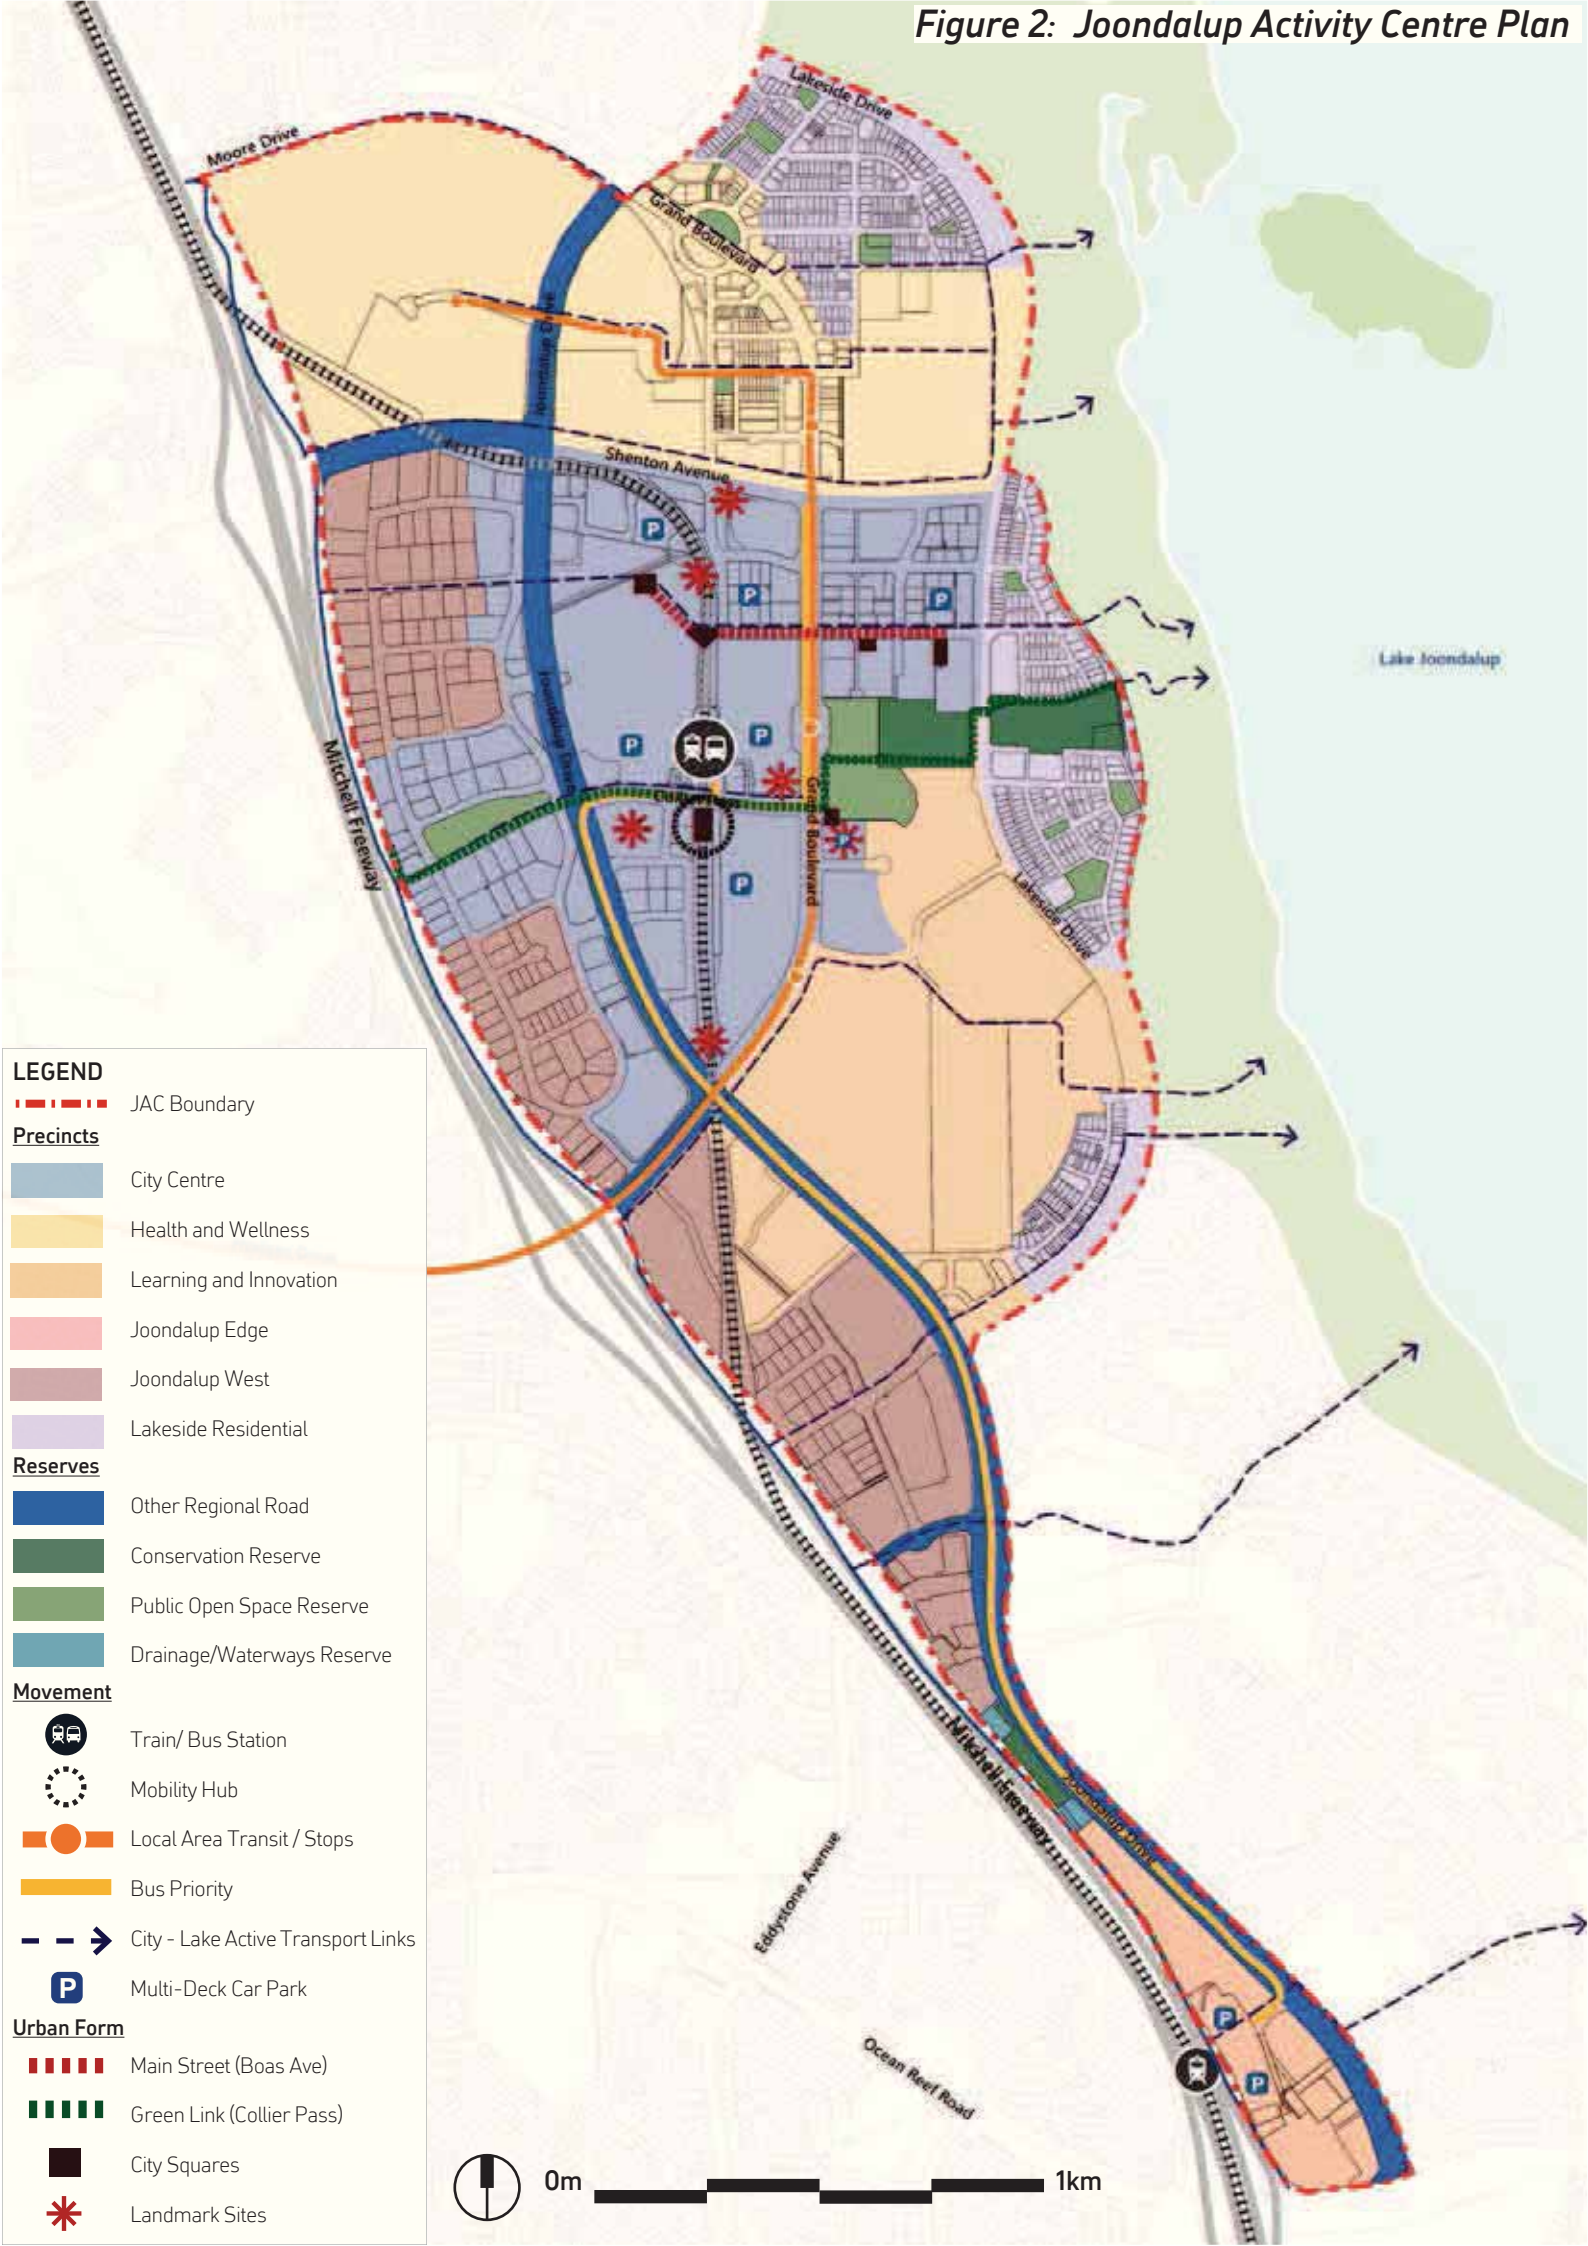 Figure 2: Joondalup Activity Centre Plan
Lakeside Drive
Moore Drive
Grand Boulevard
Joondalup Drive
Shenton Avenue
P
P
P
Lake Joondalup
Joondalup Drive
Mitchell Freeway
P
P
Collier Pass
Grand Boulevard
P
P
Lakeside Drive
LEGEND
JAC Boundary
Precincts
City Centre
Health and Wellness
Learning and Innovation
Joondalup Edge
Joondalup West
Lakeside Residential
Reserves
Other Regional Road
Conservation Reserve
Public Open Space Reserve
Drainage/Waterways Reserve
Movement
Train/ Bus Station
Mobility Hub
Local Area Transit / Stops
Bus Priority
City - Lake Active Transport Links
P Multi-Deck Car Park
Urban Form
Main Street (Boas Ave)
Green Link (Collier Pass)
City Squares
Landmark Sites
Mitchell Freeway
Joondalup Drive
Eddystone Avenue
P
Ocean Reef Road
P
0m 1km